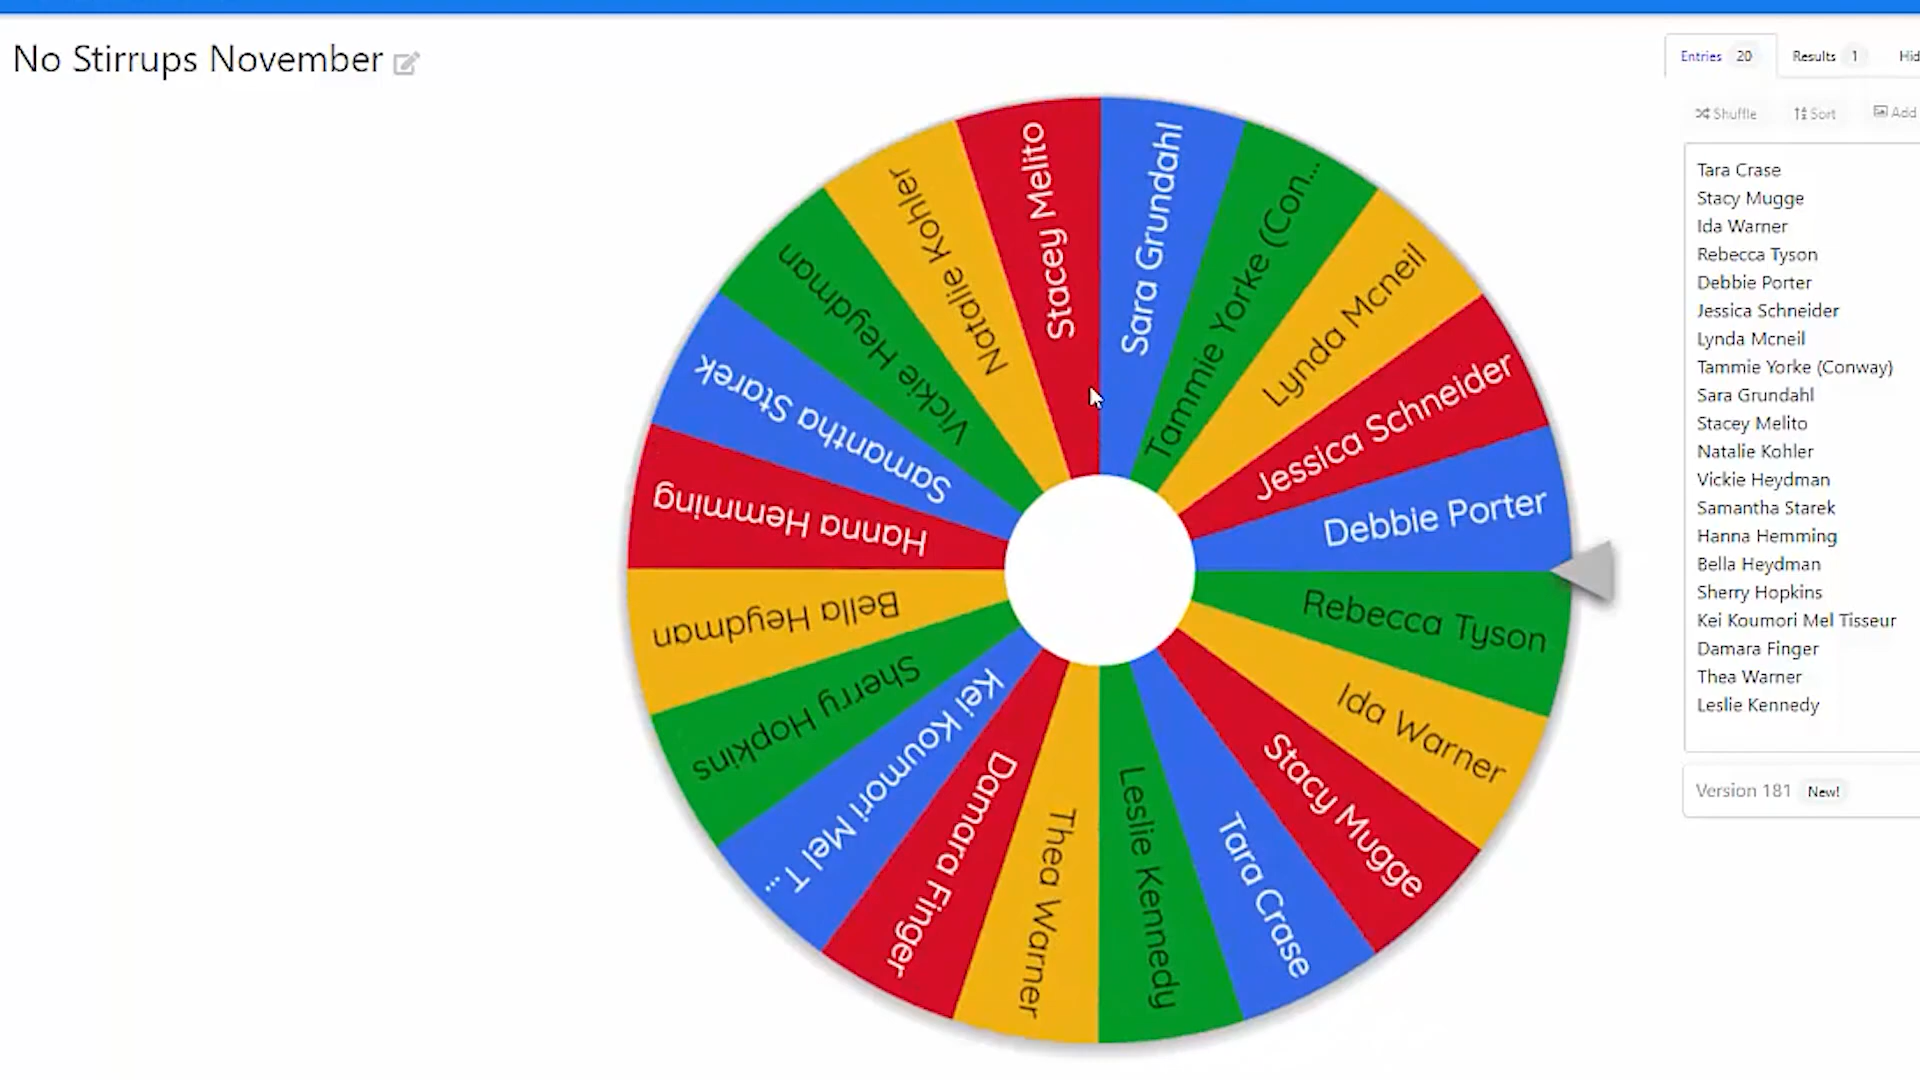 No Stirrups November
Entries 20
Results 1
Hid
Shuffle
Sort
Add
Tara Crase
Stacy Mugge
Ida Warner
Rebecca Tyson
Debbie Porter
Jessica Schneider
Lynda Mcneil
Tammie Yorke (Conway)
Sara Grundahl
Stacey Melito
Natalie Kohler
Vickie Heydman
Samantha Starek
Hanna Hemming
Bella Heydman
Sherry Hopkins
Kei Koumori Mel Tisseur
Damara Finger
Thea Warner
Leslie Kennedy
Version 181 New!
Sara Grundahl
Tammie Yorke (Con...
Lynda Mcneil
Jessica Schneider
Debbie Porter
Rebecca Tyson
Ida Warner
Stacy Mugge
Tara Crase
Leslie Kennedy
Thea Warner
Damara Finger
Kei Koumori Mel T...
Sherry Hopkins
Bella Heydman
Hanna Hemming
Samantha Starek
Vickie Heydman
Natalie Kohler
Stacey Melito